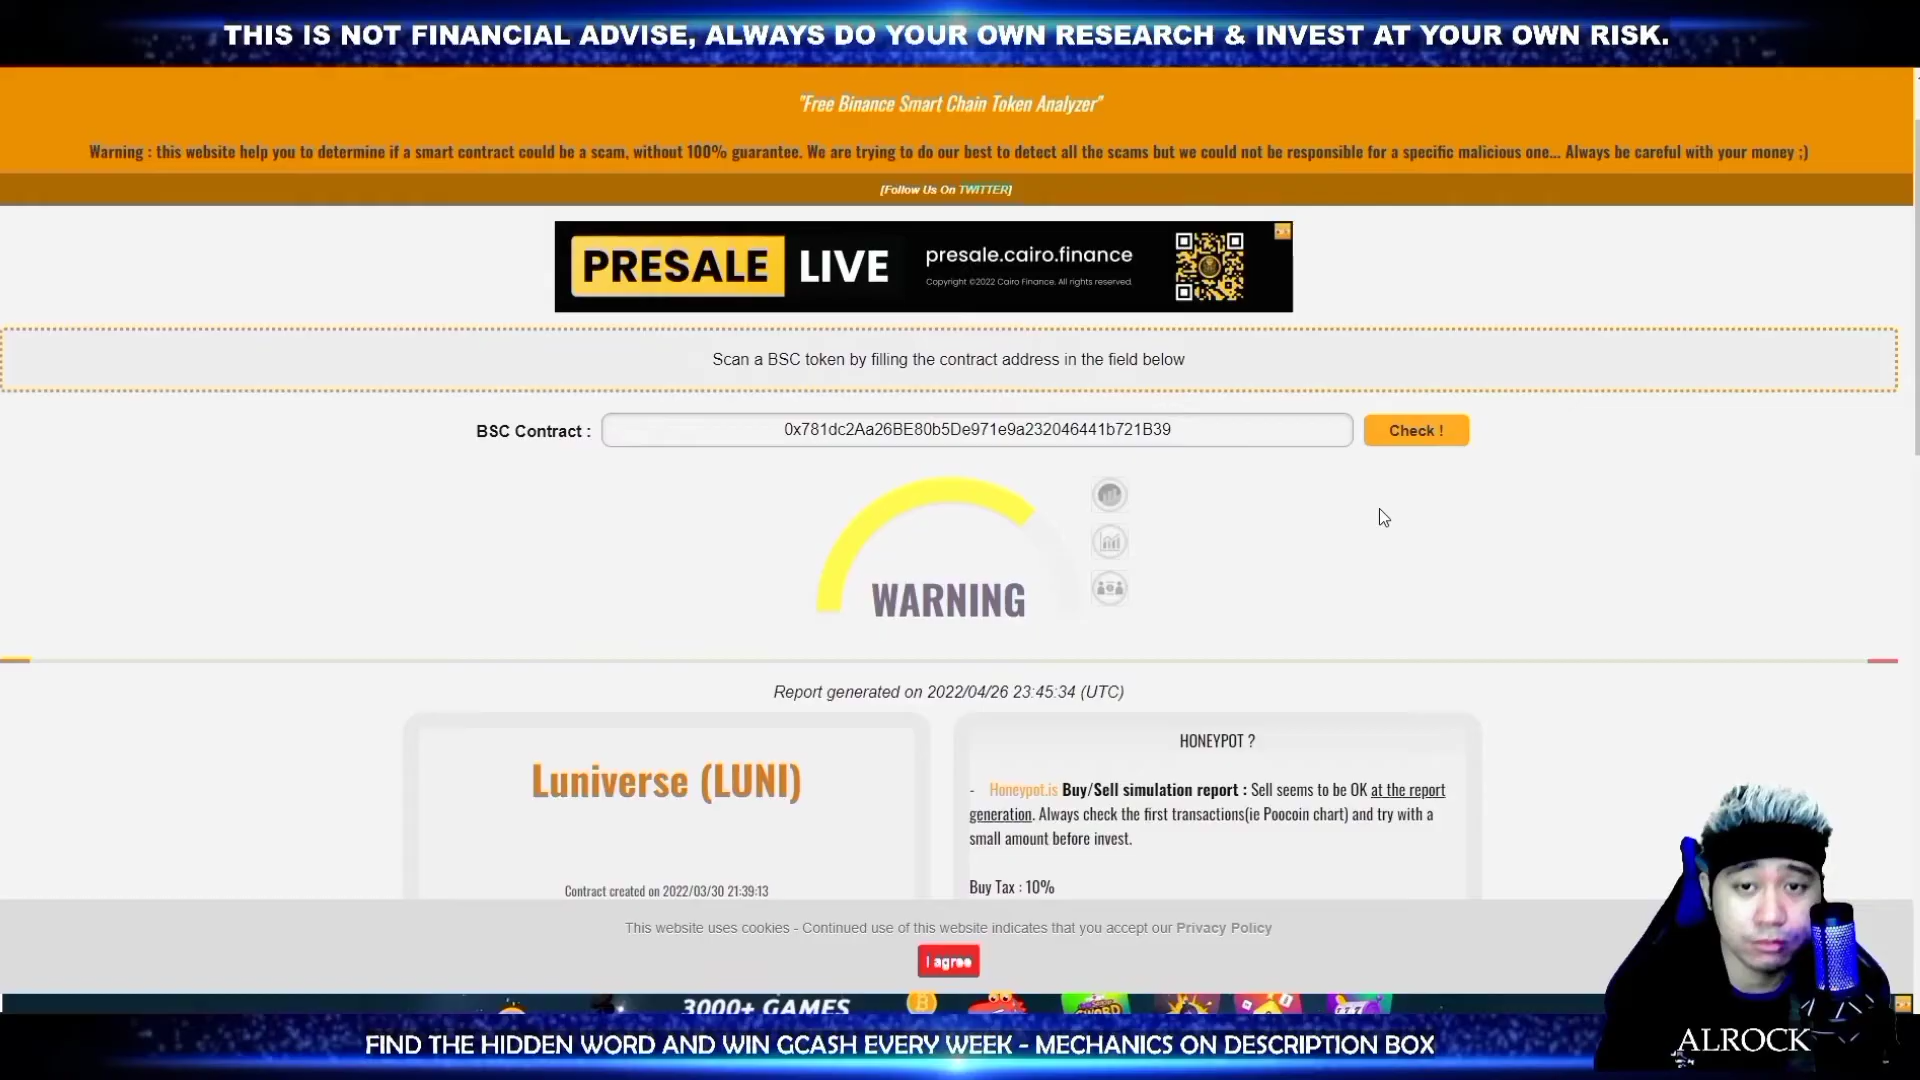 THIS IS NOT FINANCIAL ADVISE, ALWAYS DO YOUR OWN RESEARCH & INVEST AT YOUR OWN RISK.
"Free Binance Smart Chain Token Analyzer"
Warning : this website help you to determine if a smart contract could be a scam, without 100% guarantee. We are trying to do our best to detect all the scams but we could not be responsible for a specific malicious one... Always be careful with your money ;)
[Follow Us On TWITTER]
PRESALE LIVE
presale.cairo.finance
Copyright ©2022 Cairo Finance. All rights reserved.
Scan a BSC token by filling the contract address in the field below
BSC Contract : 0x781dc2Aa26BE80b5De971e9a232046441b721B39 Check !
WARNING
Report generated on 2022/04/26 23:45:34 (UTC)
Luniverse (LUNI)
Contract created on 2022/03/30 21:39:13
HONEYPOT ?
- Honeypot.is Buy/Sell simulation report : Sell seems to be OK at the report
generation. Always check the first transactions(ie Poocoin chart) and try with a
small amount before invest.
Buy Tax : 10%
This website uses cookies - Continued use of this website indicates that you accept our Privacy Policy
I agree
3000+ GAMES
FIND THE HIDDEN WORD AND WIN GCASH EVERY WEEK - MECHANICS ON DESCRIPTION BOX
ALROCK